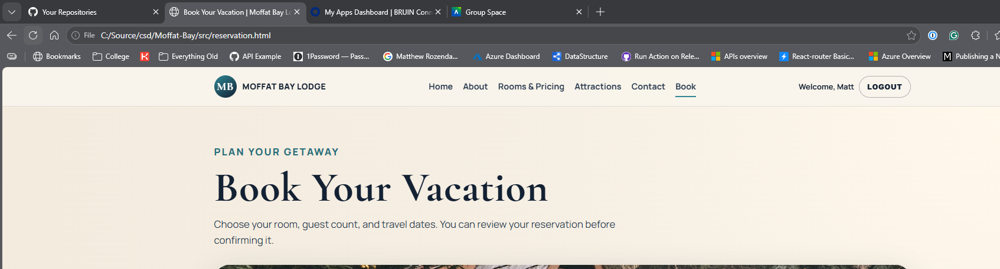 Your Repositories
Book Your Vacation | Moffat Bay Lo
My Apps Dashboard | BRUIN Conn
Group Space
File C:/Source/csd/Moffat-Bay/src/reservation.html
Bookmarks College Everything Old API Example 1Password — Pass... Matthew Rozenda... Azure Dashboard DataStructure Run Action on Rele... APIs overview React-router Basic... Azure Overview Publishing a N
MB MOFFAT BAY LODGE Home About Rooms & Pricing Attractions Contact Book Welcome, Matt LOGOUT
PLAN YOUR GETAWAY
Book Your Vacation
Choose your room, guest count, and travel dates. You can review your reservation before
confirming it.